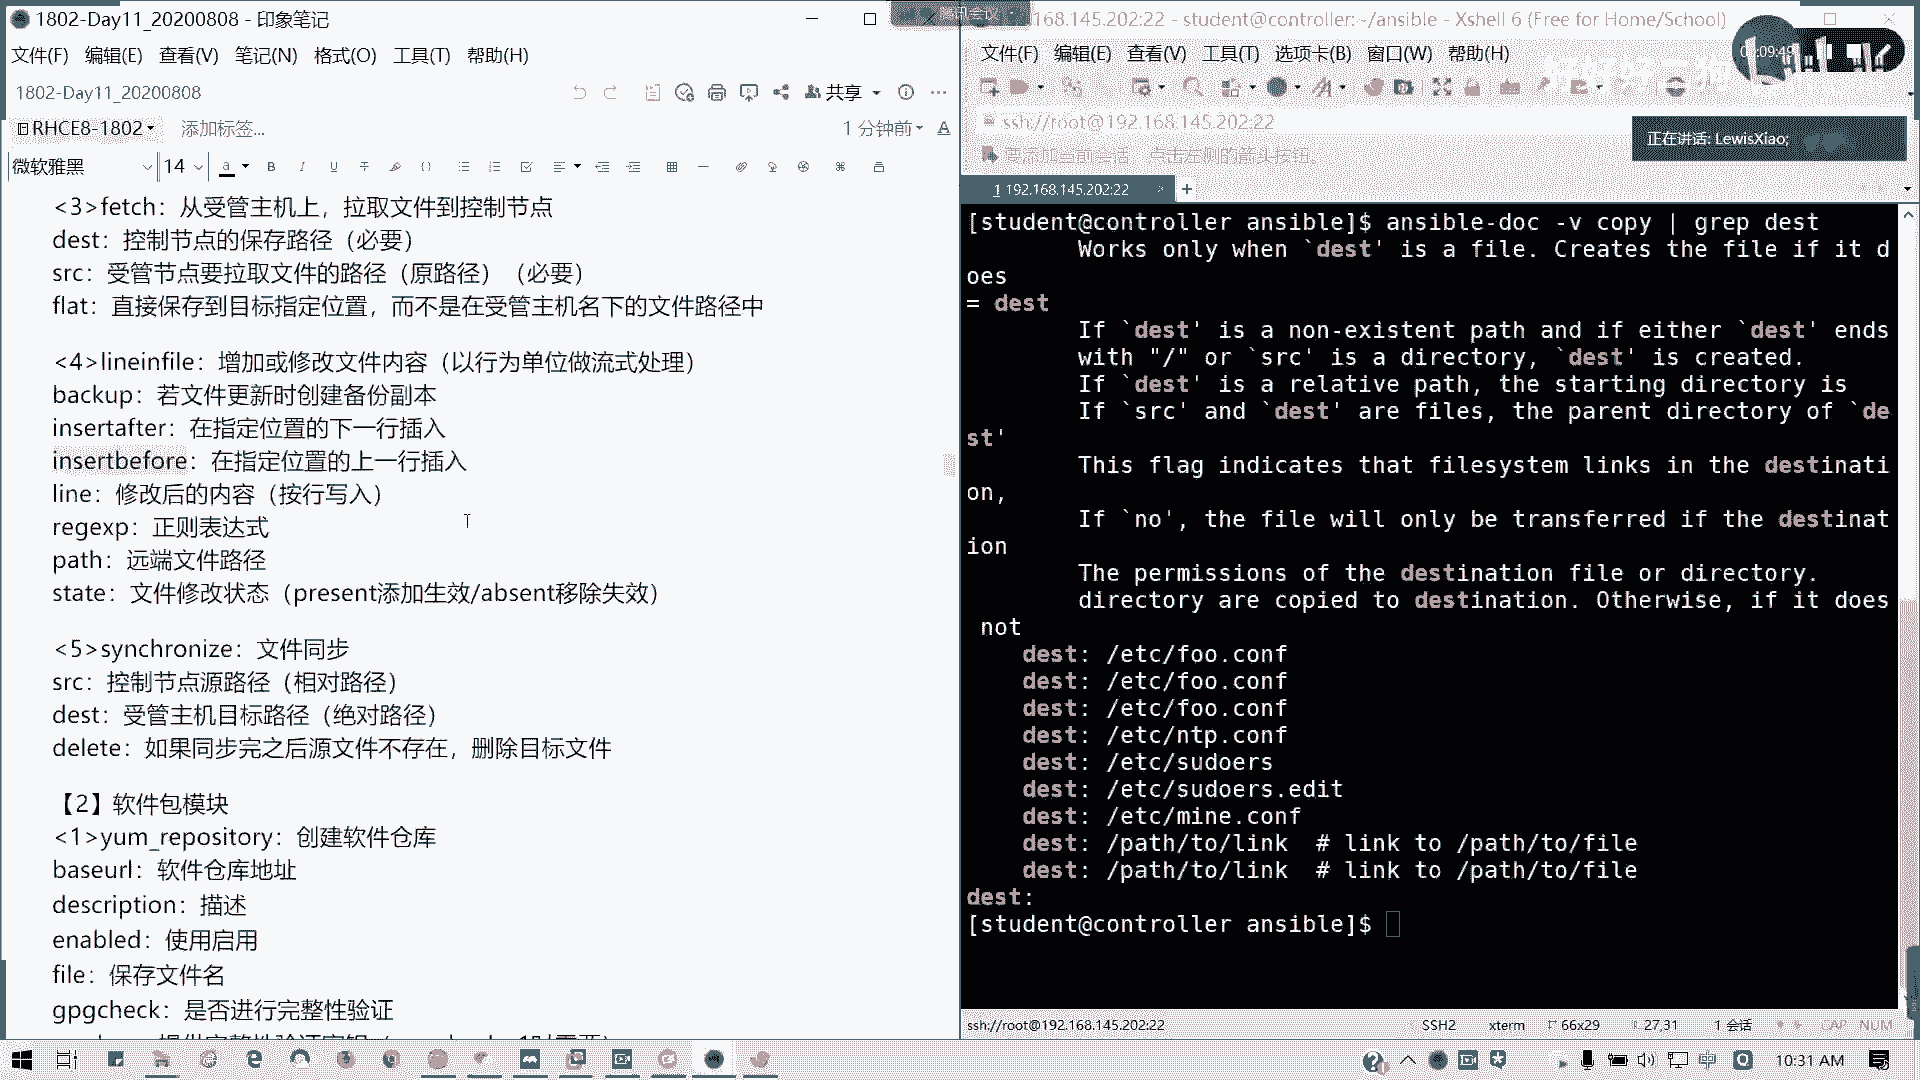 1802-Day11_20200808 - 印象笔记
文件(F) 编辑(E) 查看(V) 笔记(N) 格式(O) 工具(T) 帮助(H)
1802-Day11_20200808
共享
RHCE8-1802
添加标签...
1 分钟前
微软雅黑
14
<3>fetch：从受管主机上，拉取文件到控制节点
dest：控制节点的保存路径（必要）
src：受管节点要拉取文件的路径（原路径）（必要）
flat：直接保存到目标指定位置，而不是在受管主机名下的文件路径中
<4>lineinfile：增加或修改文件内容（以行为单位做流式处理）
backup：若文件更新时创建备份副本
insertafter：在指定位置的下一行插入
insertbefore：在指定位置的上一行插入
line：修改后的内容（按行写入）
regexp：正则表达式
path：远端文件路径
state：文件修改状态（present添加生效/absent移除失效）
<5>synchronize：文件同步
src：控制节点源路径（相对路径）
dest：受管主机目标路径（绝对路径）
delete：如果同步完之后源文件不存在，删除目标文件
【2】软件包模块
<1>yum_repository：创建软件仓库
baseurl：软件仓库地址
description：描述
enabled：使用启用
file：保存文件名
gpgcheck：是否进行完整性验证
腾讯会议
168.145.202:22 - student@controller:~/ansible - Xshell 6 (Free for Home/School)
文件(F) 编辑(E) 查看(V) 工具(T) 选项卡(B) 窗口(W) 帮助(H)
ssh://root@192.168.145.202:22
要添加当前会话，点击左侧的箭头按钮。
正在讲话: LewisXiao;
1 192.168.145.202:22
[student@controller ansible]$ ansible-doc -v copy | grep dest
Works only when `dest' is a file. Creates the file if it d
oes
= dest
If `dest' is a non-existent path and if either `dest' ends
with "/" or `src' is a directory, `dest' is created.
If `dest' is a relative path, the starting directory is
If `src' and `dest' are files, the parent directory of `de
st'
This flag indicates that filesystem links in the destinati
on,
If `no', the file will only be transferred if the destinat
ion
The permissions of the destination file or directory.
directory are copied to destination. Otherwise, if it does
not
dest: /etc/foo.conf
dest: /etc/foo.conf
dest: /etc/foo.conf
dest: /etc/ntp.conf
dest: /etc/sudoers
dest: /etc/sudoers.edit
dest: /etc/mine.conf
dest: /path/to/link  # link to /path/to/file
dest: /path/to/link  # link to /path/to/file
dest:
[student@controller ansible]$
ssh://root@192.168.145.202:22
SSH2
xterm
66x29
27,31
1 会话
CAP NUM
10:31 AM